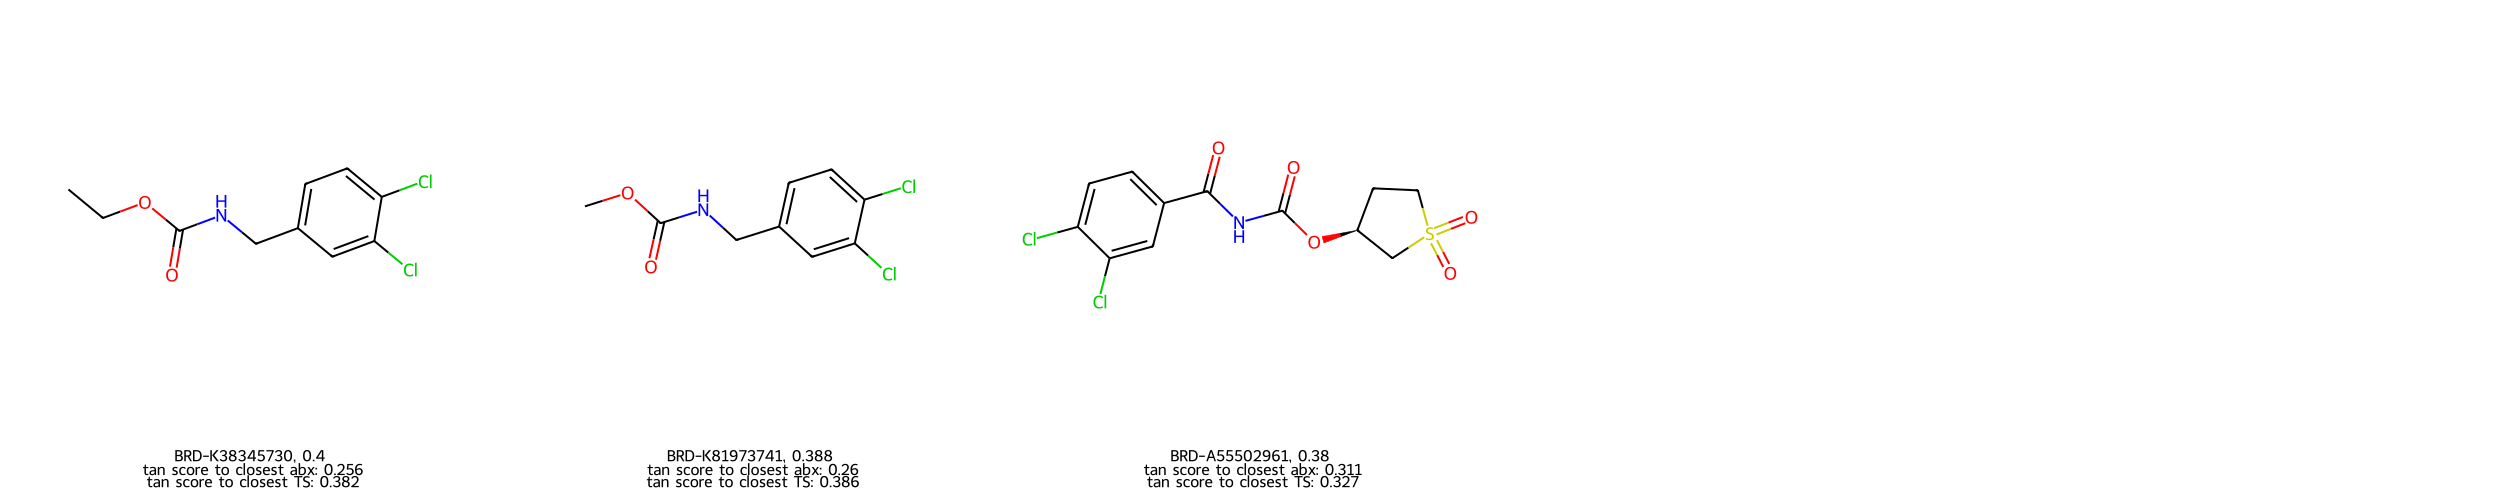 O
H
N
O
Cl
Cl
BRD-K38345730, 0.4
tan score to closest abx: 0.256
tan score to closest TS: 0.382
O
H
N
O
Cl
Cl
BRD-K81973741, 0.388
tan score to closest abx: 0.26
tan score to closest TS: 0.386
O
O
Cl
N
H
O
S
O
O
Cl
BRD-A55502961, 0.38
tan score to closest abx: 0.311
tan score to closest TS: 0.327